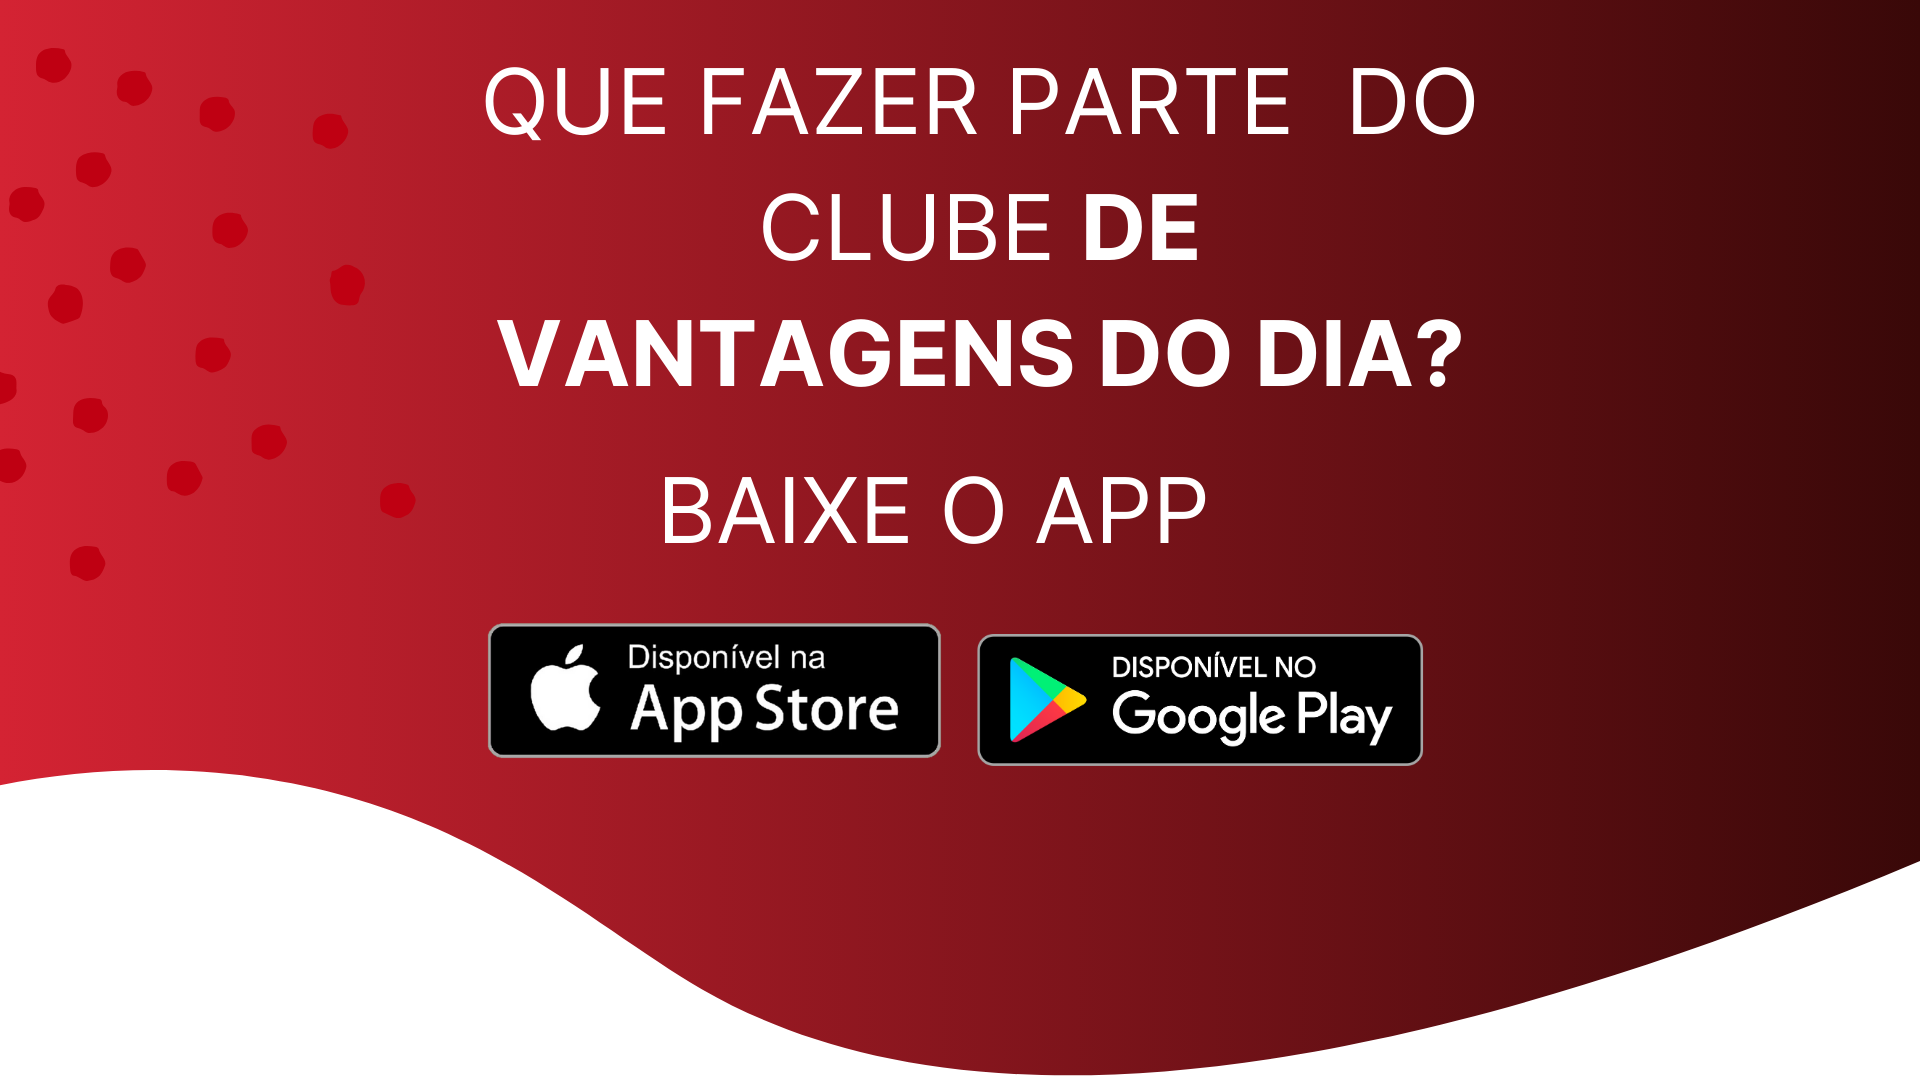 QUE FAZER PARTE DO
CLUBE DE
VANTAGENS DO DIA?
BAIXE O APP
Disponível na
App Store
DISPONÍVEL NO
Google Play